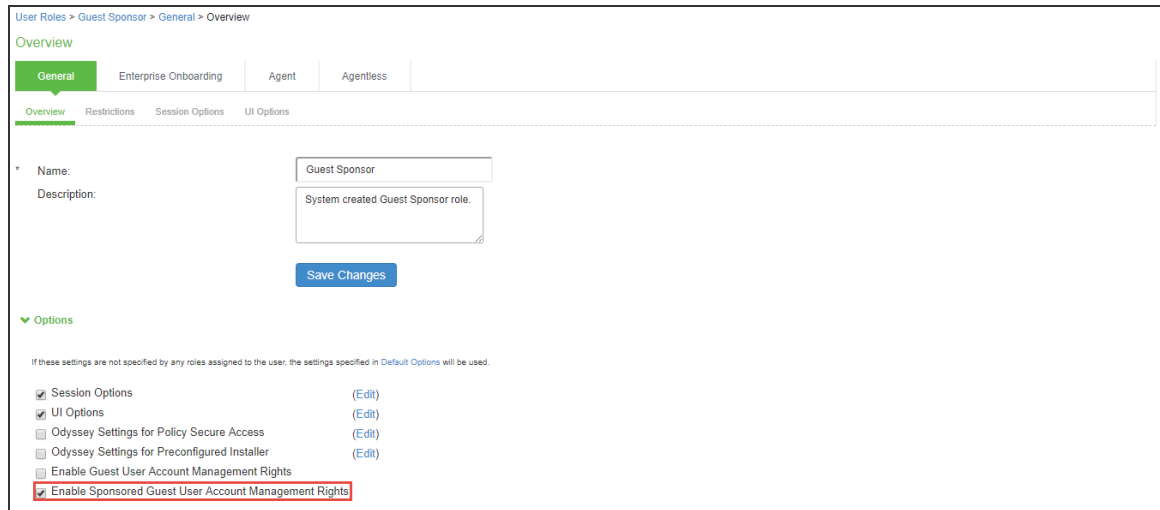 User Roles > Guest Sponsor > General > Overview
Overview
General Enterprise Onboarding Agent Agentless
Overview Restrictions Session Options UI Options
* Name: Guest Sponsor
Description: System created Guest Sponsor role.
Save Changes
Options
If these settings are not specified by any roles assigned to the user, the settings specified in Default Options will be used.
Session Options (Edit)
UI Options (Edit)
Odyssey Settings for Policy Secure Access (Edit)
Odyssey Settings for Preconfigured Installer (Edit)
Enable Guest User Account Management Rights
Enable Sponsored Guest User Account Management Rights